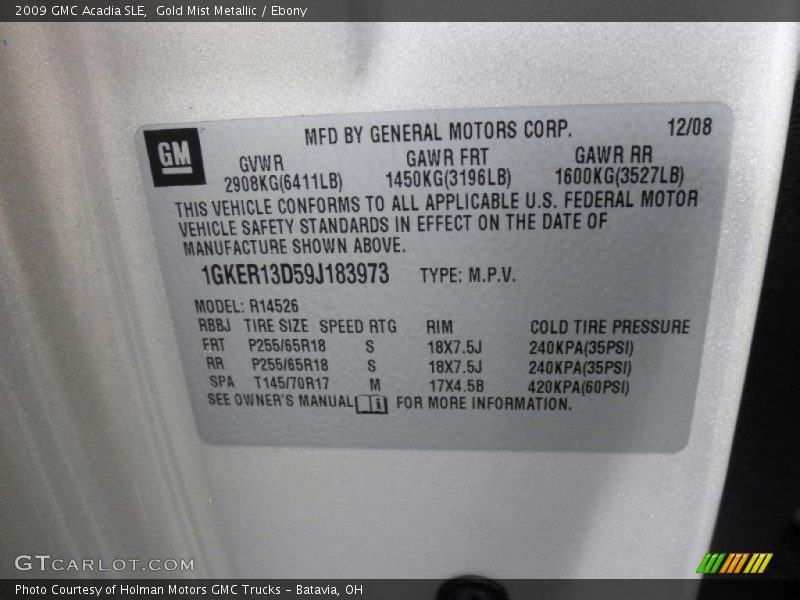 2009 GMC Acadia SLE,  Gold Mist Metallic / Ebony
MFD BY GENERAL MOTORS CORP. 12/08
GM
GVWR GAWR FRT GAWR RR
2908KG(6411LB) 1450KG(3196LB) 1600KG(3527LB)
THIS VEHICLE CONFORMS TO ALL APPLICABLE U.S. FEDERAL MOTOR
VEHICLE SAFETY STANDARDS IN EFFECT ON THE DATE OF
MANUFACTURE SHOWN ABOVE.
1GKER13D59J183973 TYPE: M.P.V.
MODEL: R14526
RBBJ TIRE SIZE SPEED RTG RIM COLD TIRE PRESSURE
FRT P255/65R18 S 18X7.5J 240KPA(35PSI)
RR P255/65R18 S 18X7.5J 240KPA(35PSI)
SPA T145/70R17 M 17X4.5B 420KPA(60PSI)
SEE OWNER'S MANUAL FOR MORE INFORMATION.
GTCARLOT.COM
Photo Courtesy of Holman Motors GMC Trucks - Batavia, OH